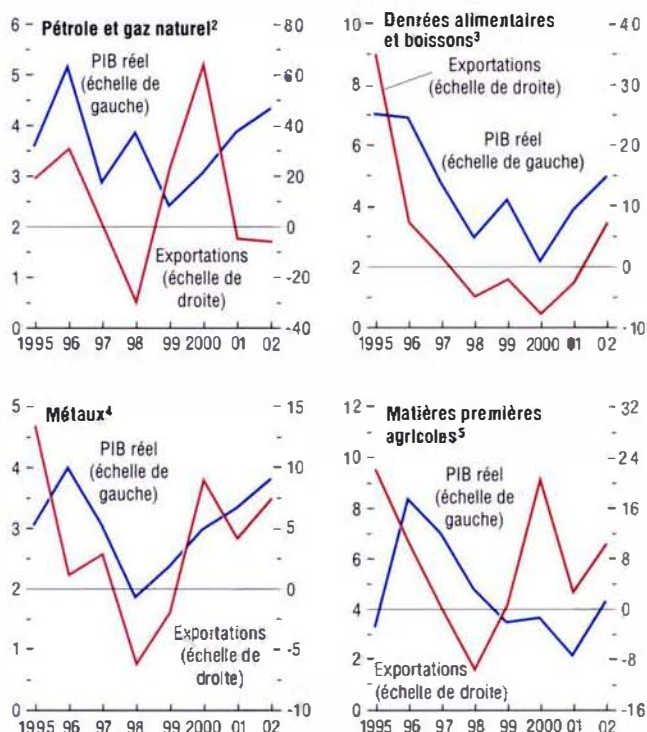 Pétrole et gaz naturel²
PIB réel
(échelle de
gauche)
Exportations
(échelle de
droite)
6
5
4
3
2
1
0
80
60
40
20
0
-20
-40
1995 96 97 98 99 2000 01 02
Denrées alimentaires
et boissons³
Exportations
(échelle de droite)
PIB réel
(échelle de gauche)
10
8
6
4
2
0
40
30
20
10
0
-10
1995 96 97 98 99 2000 01 02
Métaux⁴
PIB réel
(échelle de
gauche)
Exportations
(échelle de
droite)
5
4
3
2
1
0
15
10
5
0
-5
-10
1995 96 97 98 99 2000 01 02
Matières premières
agricoles⁵
PIB réel
(échelle de
gauche)
Exportations
(échelle de droite)
12
10
8
6
4
2
0
32
24
16
8
0
-8
-16
1995 96 97 98 99 2000 01 02